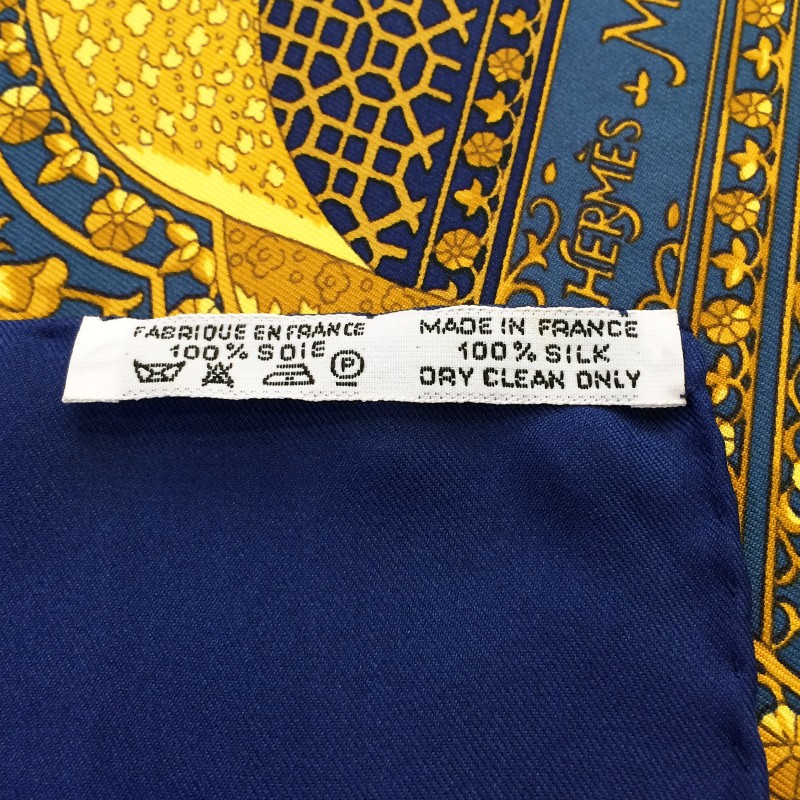 HERMÈS
FABRIQUE EN FRANCE
100% SOIE
P
MADE IN FRANCE
100% SILK
DRY CLEAN ONLY